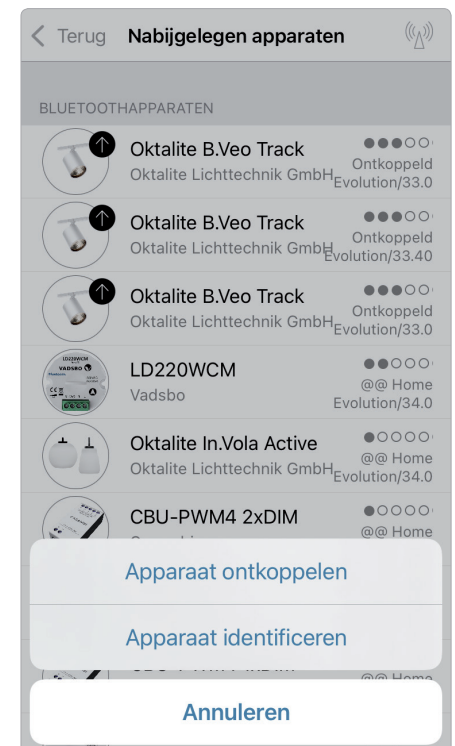 Terug Nabijgelegen apparaten
BLUETOOTHAPPARATEN
Oktalite B.Veo Track
Oktalite Lichttechnik GmbH
Ontkoppeld
Evolution/33.0
Oktalite B.Veo Track
Oktalite Lichttechnik GmbH
Ontkoppeld
Evolution/33.40
Oktalite B.Veo Track
Oktalite Lichttechnik GmbH
Ontkoppeld
Evolution/33.0
LD220WCM
VADSBO
LD220WCM
Vadsbo
@@ Home
Evolution/34.0
Oktalite In.Vola Active
Oktalite Lichttechnik GmbH
@@ Home
Evolution/34.0
CBU-PWM4 2xDIM
@@ Home
Apparaat ontkoppelen
Apparaat identificeren
@@ Home
Annuleren